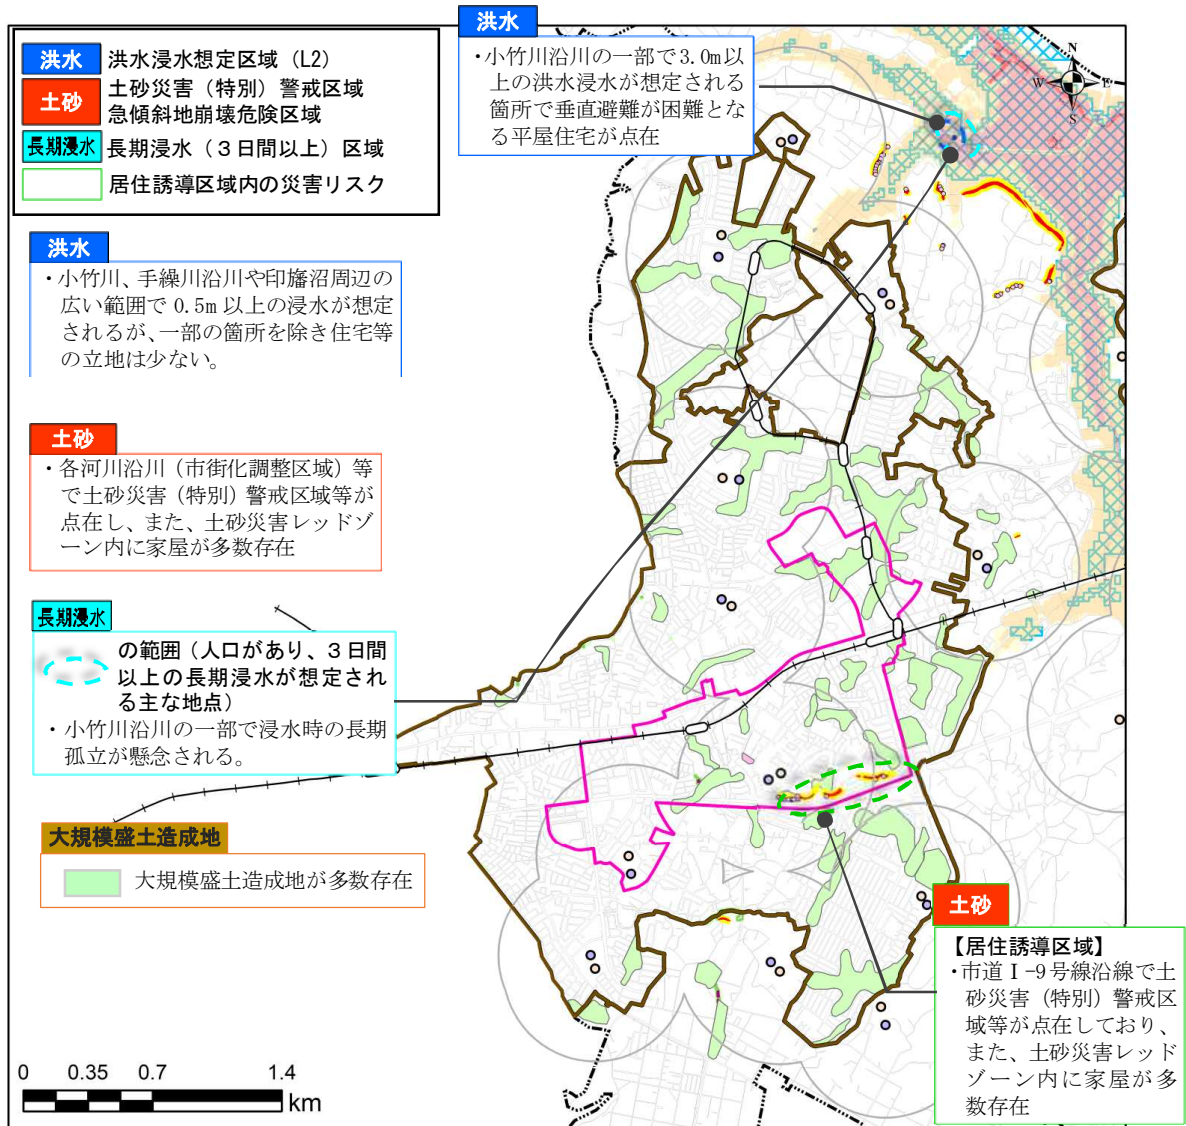 洪水 洪水浸水想定区域（L2）
土砂 土砂災害（特別）警戒区域
急傾斜地崩壊危険区域
長期浸水 長期浸水（３日間以上）区域
居住誘導区域内の災害リスク
洪水
・小竹川沿川の一部で3.0m以
上の洪水浸水が想定される
箇所で垂直避難が困難とな
る平屋住宅が点在
N
W
E
S
洪水
・小竹川、手繰川沿川や印旛沼周辺の
広い範囲で 0.5m 以上の浸水が想定
されるが、一部の箇所を除き住宅等
の立地は少ない。
土砂
・各河川沿川（市街化調整区域）等
で土砂災害（特別）警戒区域等が
点在し、また、土砂災害レッドゾ
ーン内に家屋が多数存在
長期浸水
の範囲（人口があり、３日間
以上の長期浸水が想定され
る主な地点）
・小竹川沿川の一部で浸水時の長期
孤立が懸念される。
大規模盛土造成地
大規模盛土造成地が多数存在
土砂
【居住誘導区域】
・市道Ⅰ-9号線沿線で土
砂災害（特別）警戒区
域等が点在しており、
また、土砂災害レッド
ゾーン内に家屋が多
数存在
0 0.35 0.7 1.4
km